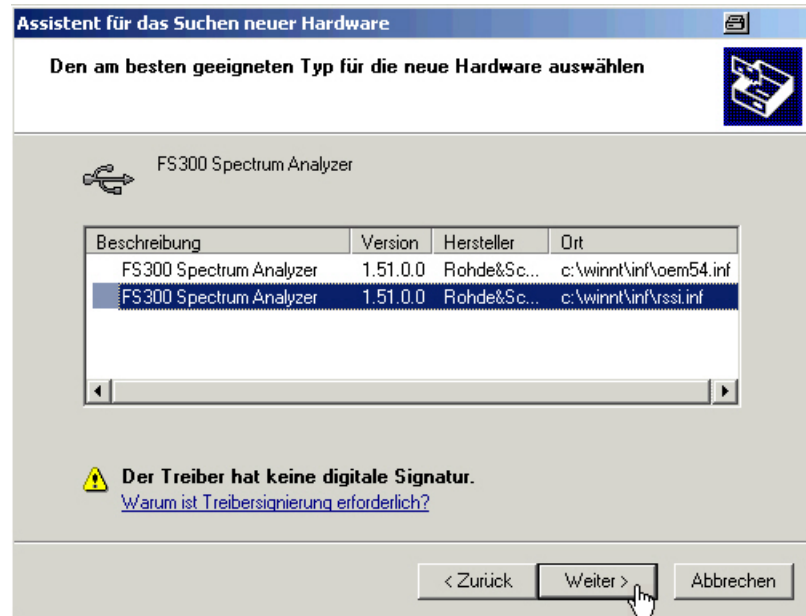 Assistent für das Suchen neuer Hardware
Den am besten geeigneten Typ für die neue Hardware auswählen
FS300 Spectrum Analyzer
Beschreibung Version Hersteller Ort
FS300 Spectrum Analyzer 1.51.0.0 Rohde&Sc... c:\winnt\inf\oem54.inf
FS300 Spectrum Analyzer 1.51.0.0 Rohde&Sc... c:\winnt\inf\rssi.inf
Der Treiber hat keine digitale Signatur.
Warum ist Treibersignierung erforderlich?
< Zurück Weiter > Abbrechen